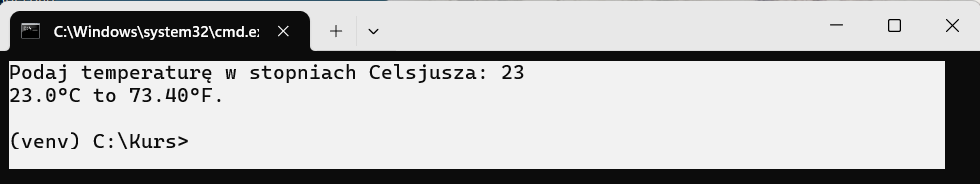 C:\Windows\system32\cmd.e
Podaj temperaturę w stopniach Celsjusza: 23
23.0°C to 73.40°F.
(venv) C:\Kurs>